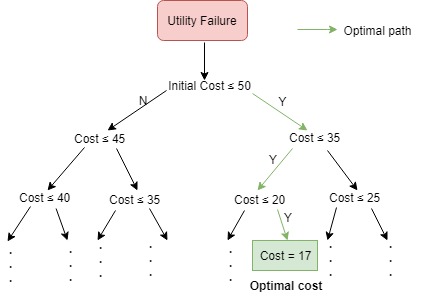 Utility Failure
Optimal path
Initial Cost ≤ 50
N
Y
Cost ≤ 45
Cost ≤ 35
Y
Cost ≤ 40
Cost ≤ 35
Cost ≤ 20
Cost ≤ 25
Y
Cost = 17
Optimal cost